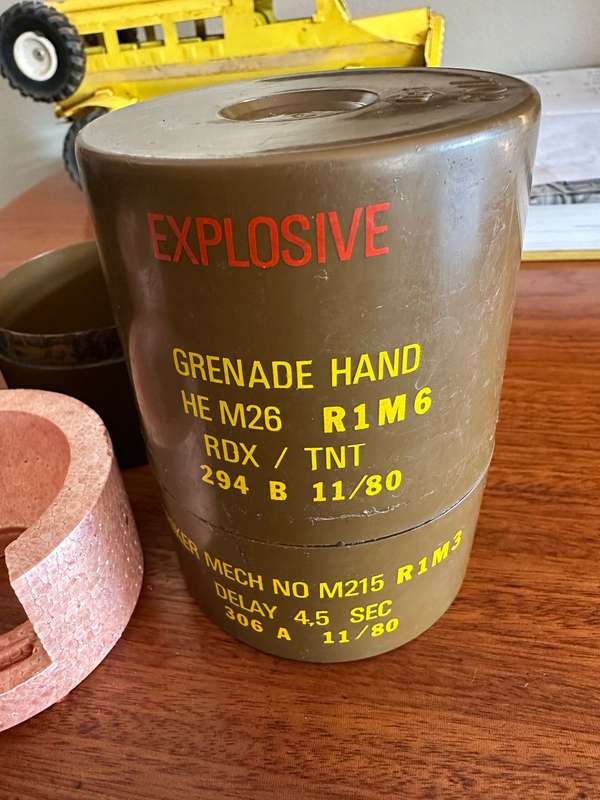 EXPLOSIVE
GRENADE HAND
HE M26 R1M6
RDX / TNT
294 B 11/80
MECH NO M215 R1M3
DELAY 4,5 SEC
306 A 11/80